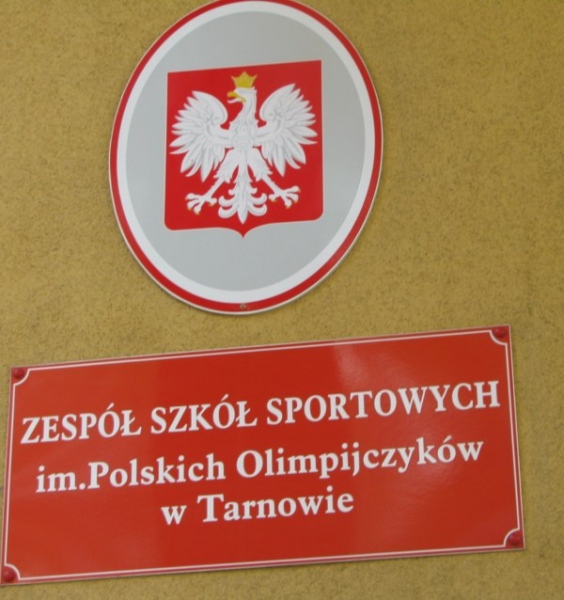 ZESPÓŁ SZKÓŁ SPORTOWYCH
im.Polskich Olimpijczyków
w Tarnowie